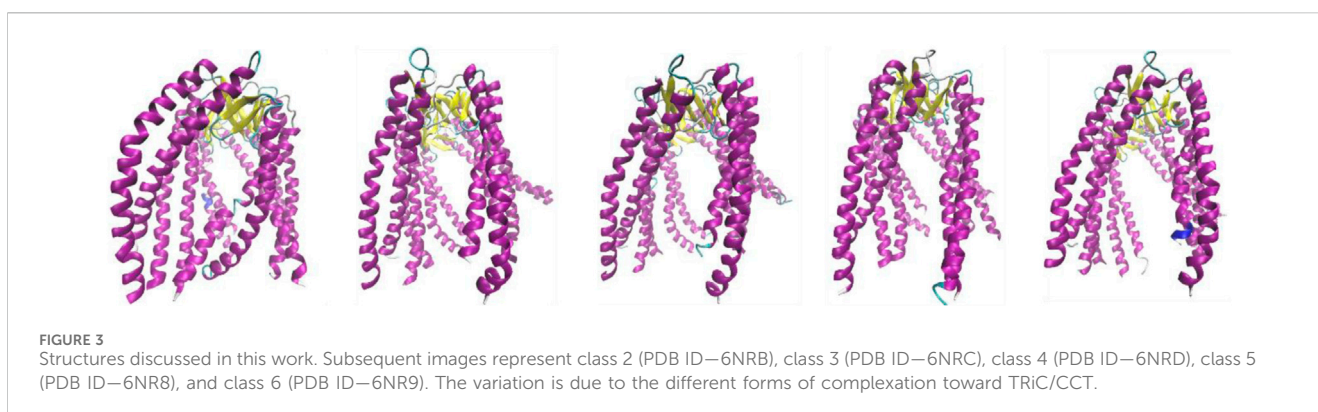 FIGURE 3
Structures discussed in this work. Subsequent images represent class 2 (PDB ID—6NRB), class 3 (PDB ID—6NRC), class 4 (PDB ID—6NRD), class 5
(PDB ID—6NR8), and class 6 (PDB ID—6NR9). The variation is due to the different forms of complexation toward TRiC/CCT.